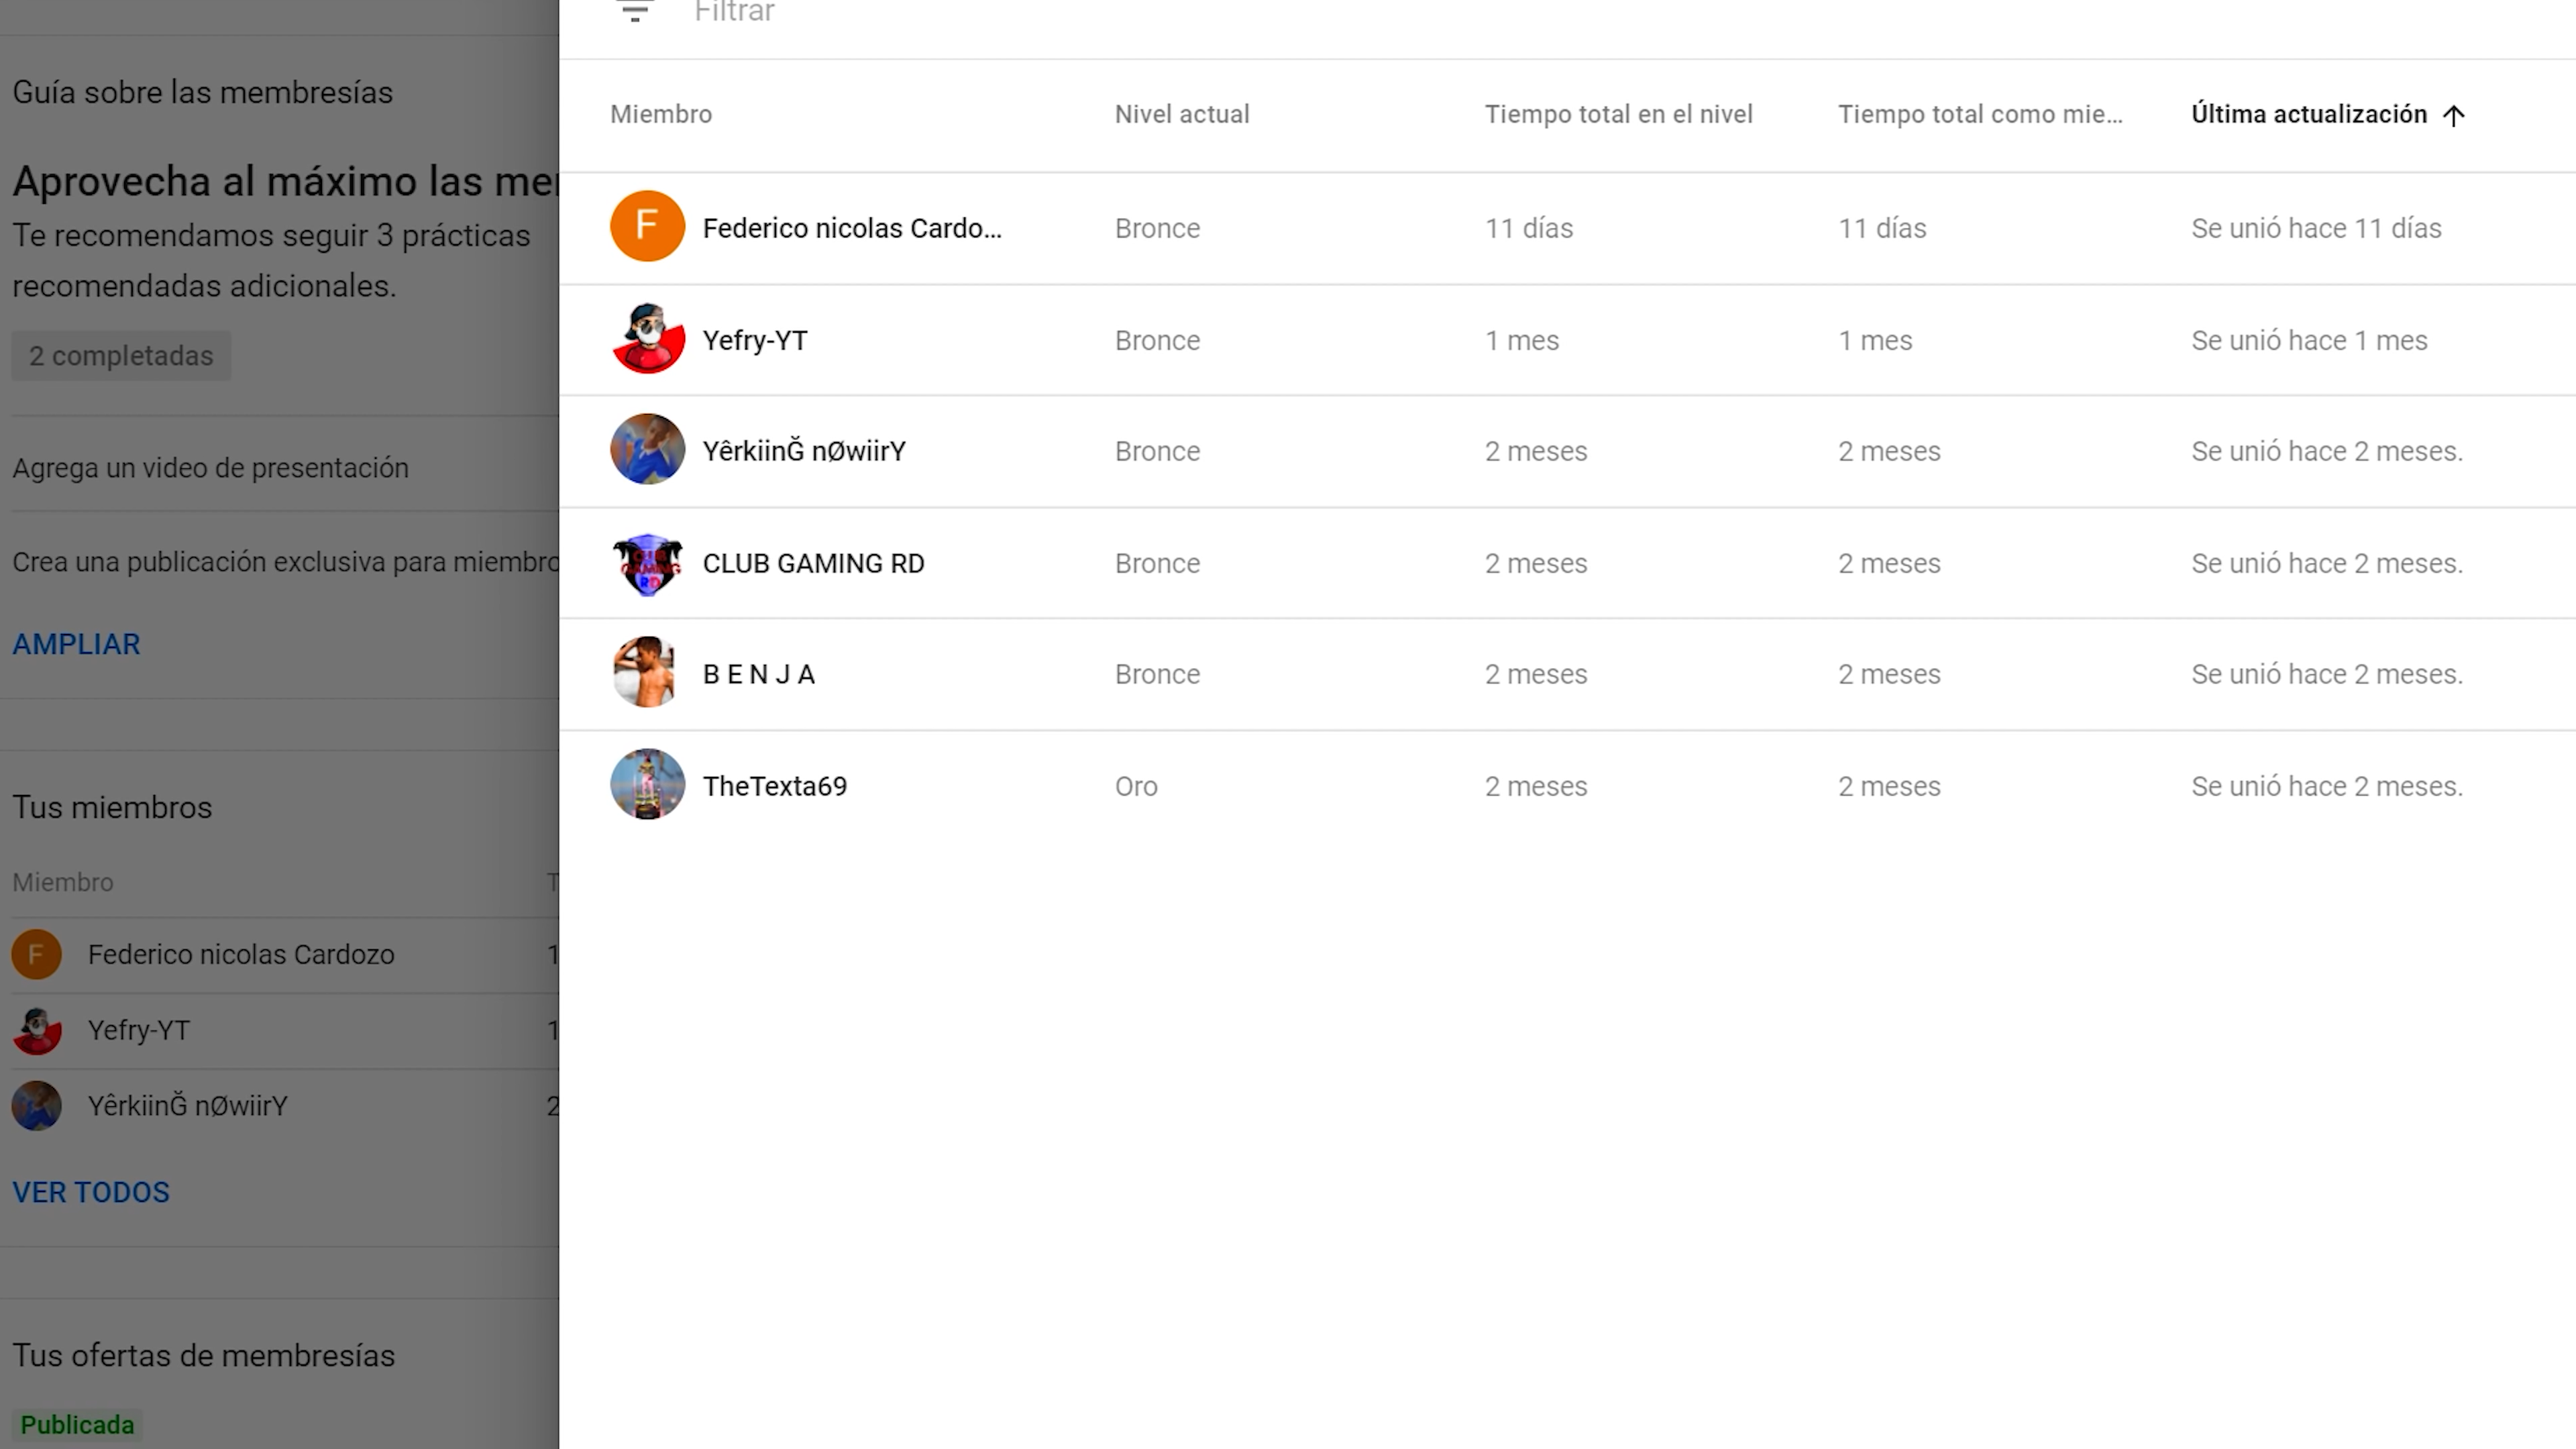 Guía sobre las membresías
Aprovecha al máximo las me
Te recomendamos seguir 3 prácticas
recomendadas adicionales.
2 completadas
Agrega un video de presentación
Crea una publicación exclusiva para miembro
AMPLIAR
Tus miembros
Miembro T
F Federico nicolas Cardozo 1
Yefry-YT 1
YêrkiinĞ nØwiirY 2
VER TODOS
Tus ofertas de membresías
Publicada
Filtrar
Miembro Nivel actual Tiempo total en el nivel Tiempo total como mie... Última actualización
F Federico nicolas Cardo... Bronce 11 días 11 días Se unió hace 11 días
Yefry-YT Bronce 1 mes 1 mes Se unió hace 1 mes
YêrkiinĞ nØwiirY Bronce 2 meses 2 meses Se unió hace 2 meses.
CLUB GAMING RD Bronce 2 meses 2 meses Se unió hace 2 meses.
B E N J A Bronce 2 meses 2 meses Se unió hace 2 meses.
TheTexta69 Oro 2 meses 2 meses Se unió hace 2 meses.